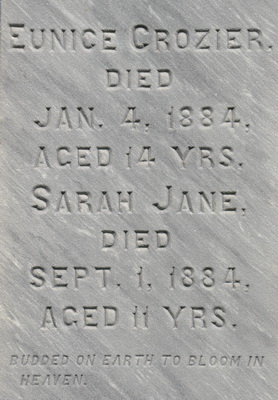 EUNICE CROZIER,
DIED
JAN. 4, 1884,
AGED 14 YRS.
SARAH JANE,
DIED
SEPT. 1, 1884,
AGED 11 YRS.
BUDDED ON EARTH TO BLOOM IN
HEAVEN.